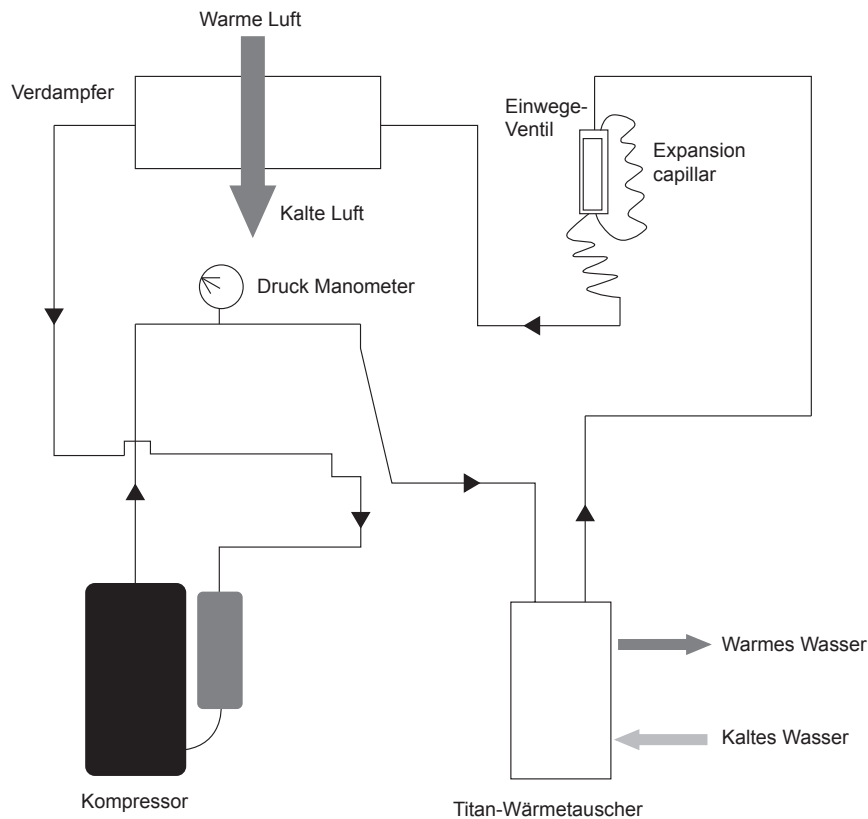 Warme Luft
Verdampfer
Einwege-
Ventil
Expansion
capillar
Kalte Luft
Druck Manometer
Warmes Wasser
Kaltes Wasser
Kompressor
Titan-Wärmetauscher